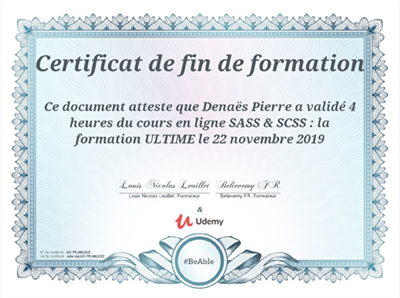 Certificat de fin de formation
Ce document atteste que Denaës Pierre a validé 4
heures du cours en ligne SASS & SCSS : la
formation ULTIME le 22 novembre 2019
Louis Nicolas Leuillet Believemy FR
Louis Nicolas Leuillet, Formateur Believemy FR, Formateur
&
Udemy
#BeAble